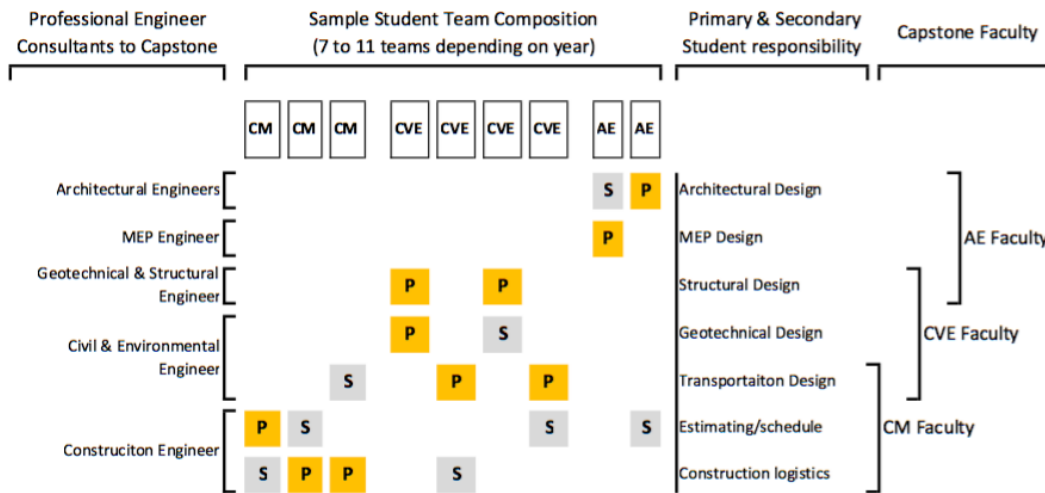 Professional Engineer
Consultants to Capstone
Sample Student Team Composition
(7 to 11 teams depending on year)
Primary & Secondary
Student responsibility
Capstone Faculty
CM CM CM CVE CVE CVE CVE AE AE
Architectural Engineers S P Architectural Design
MEP Engineer P MEP Design
AE Faculty
Geotechnical & Structural
Engineer
P P Structural Design
P S Geotechnical Design
CVE Faculty
Civil & Environmental
Engineer
S P P Transportaiton Design
P S S S Estimating/schedule
CM Faculty
Construciton Engineer
S P P S Construction logistics